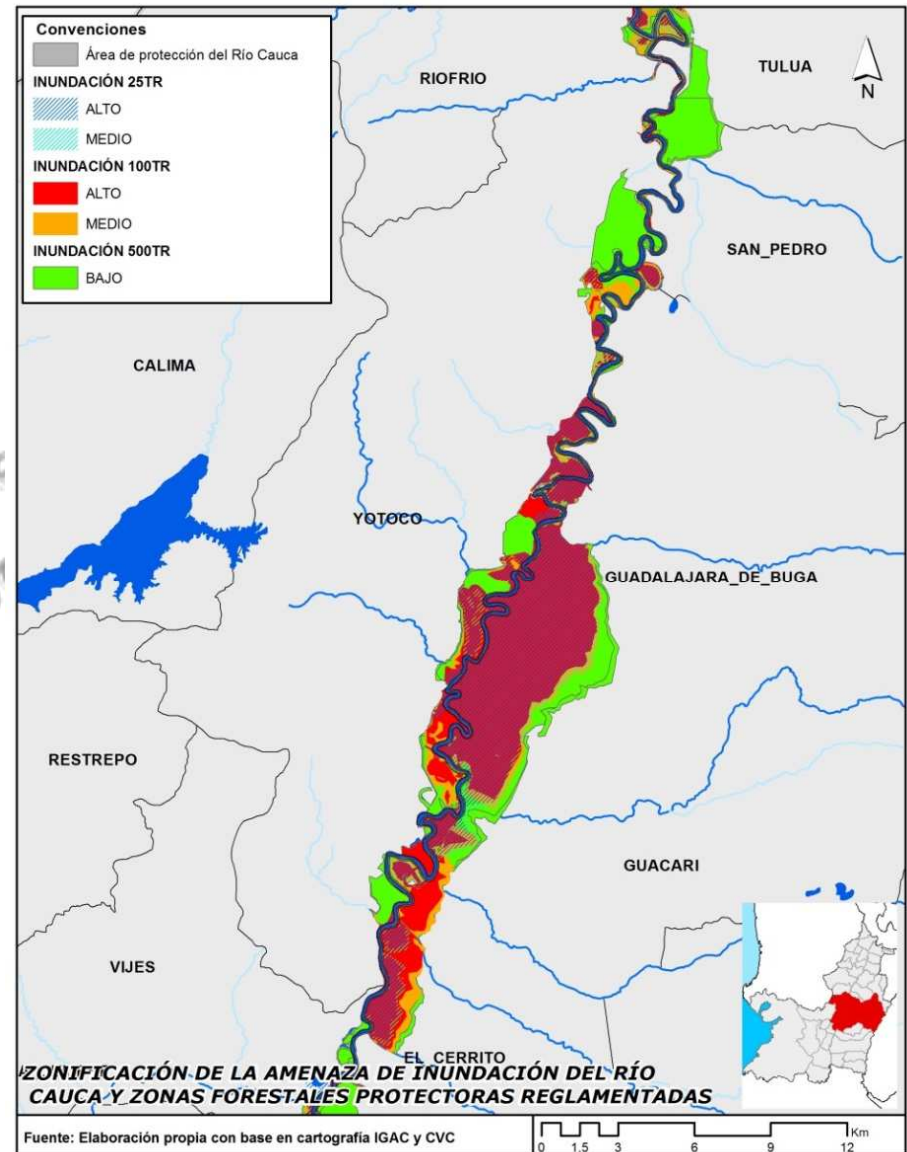 Convenciones
Área de protección del Río Cauca
INUNDACIÓN 25TR
ALTO
MEDIO
INUNDACIÓN 100TR
ALTO
MEDIO
INUNDACIÓN 500TR
BAJO
RIOFRIO
TULUA
N
SAN_PEDRO
CALIMA
YOTOCO
GUADALAJARA_DE_BUGA
RESTREPO
GUACARI
VIJES
EL_CERRITO
ZONIFICACIÓN DE LA AMENAZA DE INUNDACIÓN DEL RÍO
CAUCA Y ZONAS FORESTALES PROTECTORAS REGLAMENTADAS
Fuente: Elaboración propia con base en cartografía IGAC y CVC
Km
0 1.5 3 6 9 12